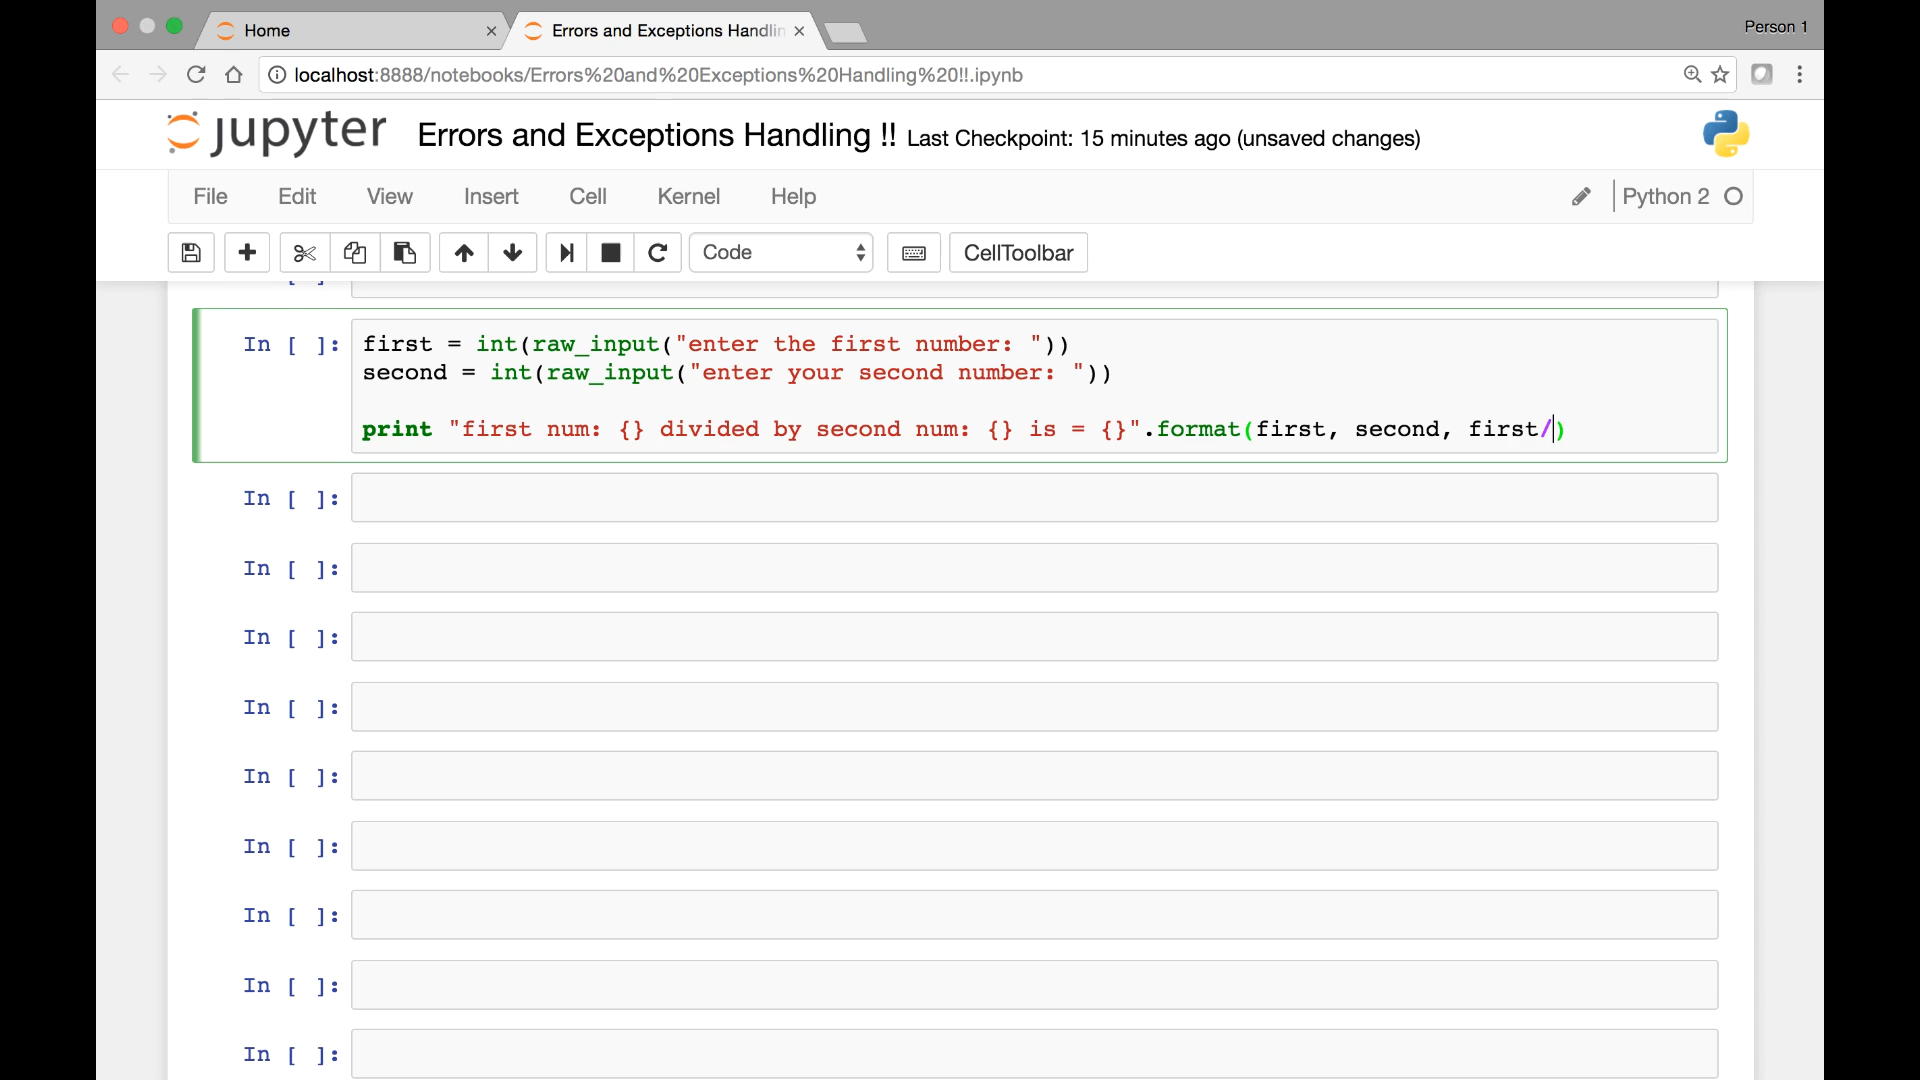 Home
Errors and Exceptions Handlin
Person 1
localhost:8888/notebooks/Errors%20and%20Exceptions%20Handling%20!!.ipynb
jupyter Errors and Exceptions Handling !! Last Checkpoint: 15 minutes ago (unsaved changes)
File Edit View Insert Cell Kernel Help Python 2
Code CellToolbar
In [ ]: first = int(raw_input("enter the first number: "))
second = int(raw_input("enter your second number: "))
print "first num: {} divided by second num: {} is = {}".format(first, second, first/)
In [ ]:
In [ ]:
In [ ]:
In [ ]:
In [ ]:
In [ ]:
In [ ]:
In [ ]:
In [ ]: